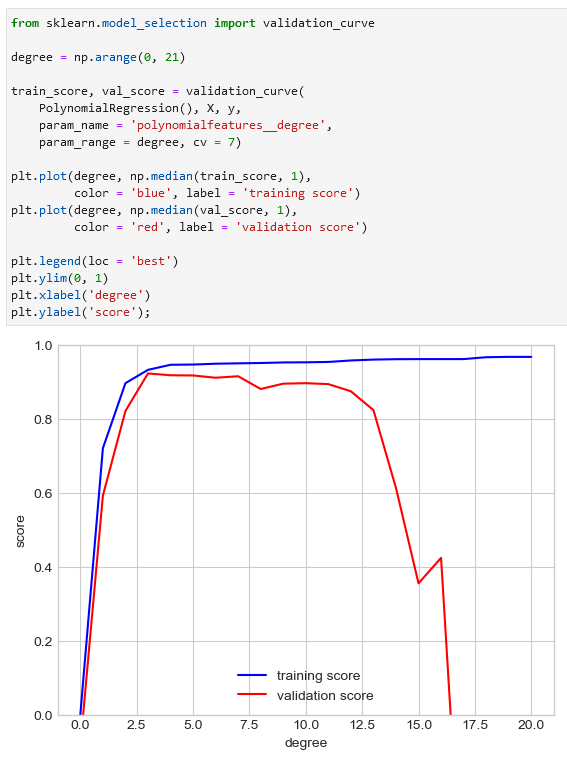 from sklearn.model_selection import validation_curve
degree = np.arange(0, 21)
train_score, val_score = validation_curve(
    PolynomialRegression(), X, y,
    param_name = 'polynomialfeatures__degree',
    param_range = degree, cv = 7)
plt.plot(degree, np.median(train_score, 1),
         color = 'blue', label = 'training score')
plt.plot(degree, np.median(val_score, 1),
         color = 'red', label = 'validation score')
plt.legend(loc = 'best')
plt.ylim(0, 1)
plt.xlabel('degree')
plt.ylabel('score');
1.0
0.8
0.6
0.4
0.2
0.0
score
training score
validation score
0.0 2.5 5.0 7.5 10.0 12.5 15.0 17.5 20.0
degree